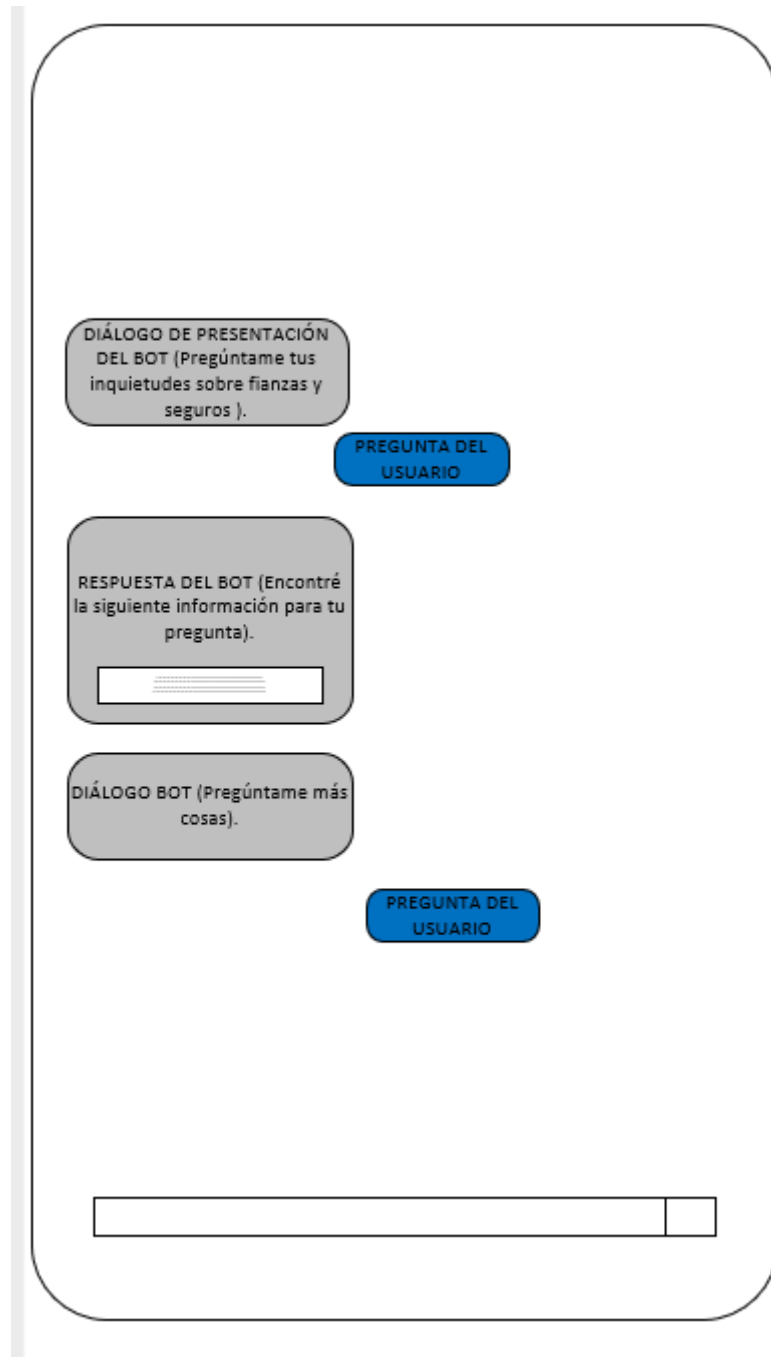 DIÁLOGO DE PRESENTACIÓN
DEL BOT (Pregúntame tus
inquietudes sobre fianzas y
seguros ).
PREGUNTA DEL
USUARIO
RESPUESTA DEL BOT (Encontré
la siguiente información para tu
pregunta).
DIÁLOGO BOT (Pregúntame más
cosas).
PREGUNTA DEL
USUARIO